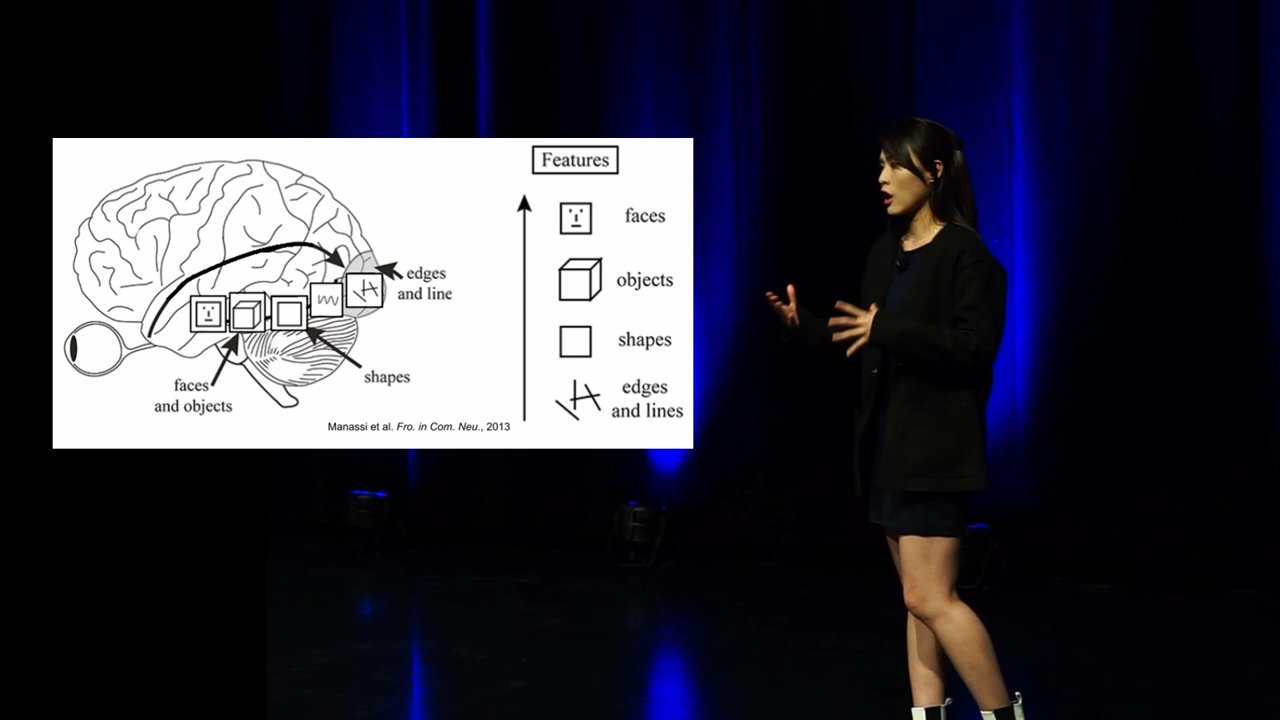 edges
and line
shapes
faces
and objects
Manassi et al. Fro. in Com. Neu., 2013
Features
faces
objects
shapes
edges
and lines